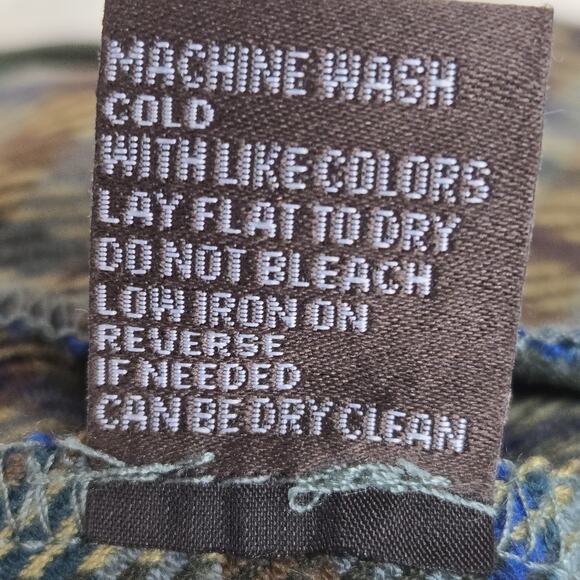 MACHINE WASH
COLD
WITH LIKE COLORS
LAY FLAT TO DRY
DO NOT BLEACH
LOW IRON ON
REVERSE
IF NEEDED
CAN BE DRY CLEAN